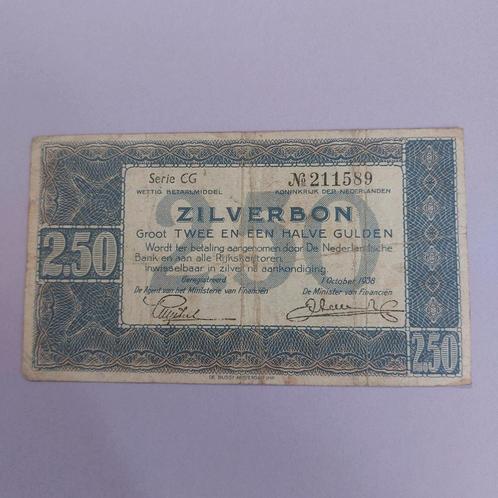 Serie CG
№ 211589
WETTIG BETAALMIDDEL
KONINKRIJK DER NEDERLANDEN
ZILVERBON
Groot TWEE EN EEN HALVE GULDEN
Wordt ter betaling aangenomen door De Nederlandsche
Bank en aan alle Rijkskantoren.
Inwisselbaar in zilver na aankondiging.
Geregistreerd
1 October 1938
De Agent van het Ministerie van Financiën
De Minister van Financiën
2.50
2.50
2.50